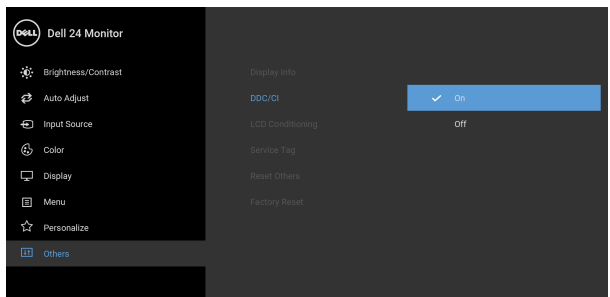 DELL Dell 24 Monitor
Brightness/Contrast
Auto Adjust
Input Source
Color
Display
Menu
Personalize
Others
Display Info
DDC/CI
LCD Conditioning
Service Tag
Reset Others
Factory Reset
On
Off